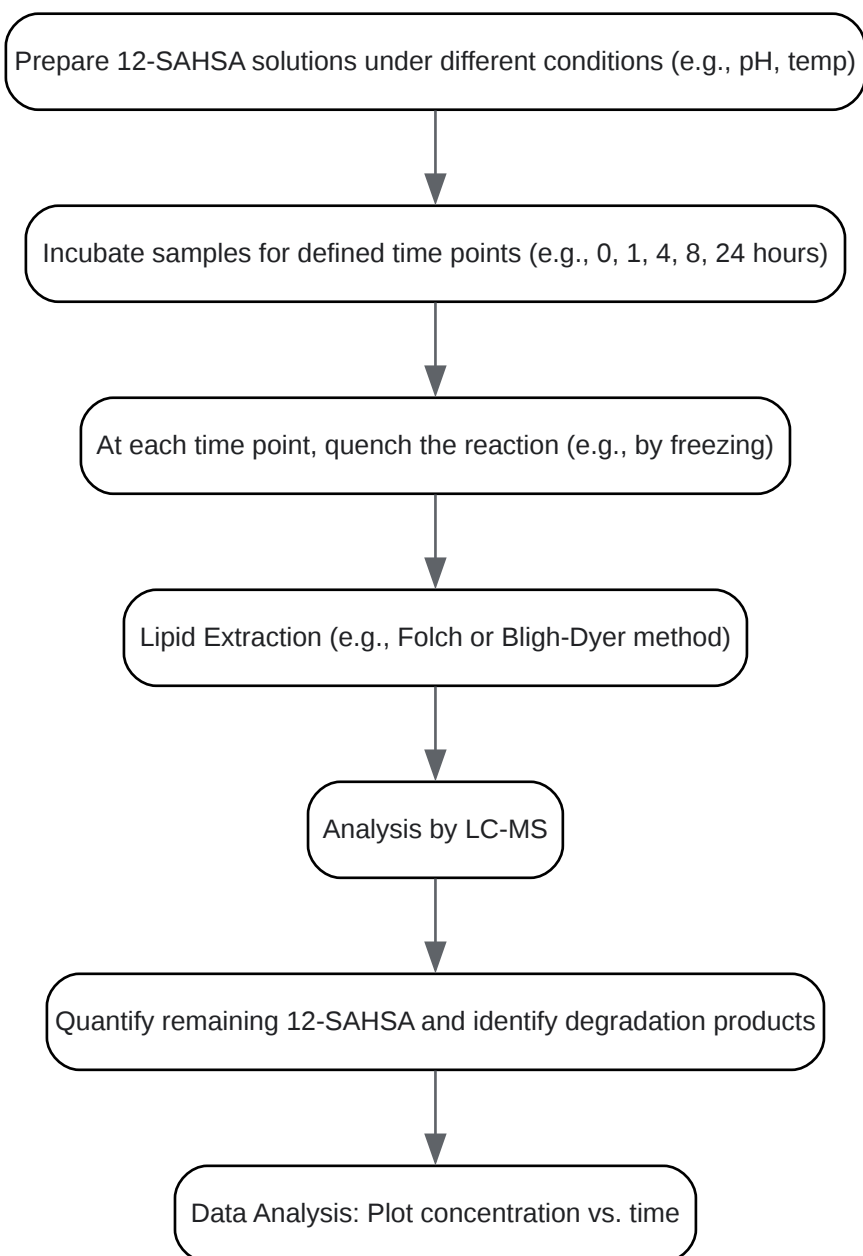 Prepare 12-SAHSA solutions under different conditions (e.g., pH, temp)
Incubate samples for defined time points (e.g., 0, 1, 4, 8, 24 hours)
At each time point, quench the reaction (e.g., by freezing)
Lipid Extraction (e.g., Folch or Bligh-Dyer method)
Analysis by LC-MS
Quantify remaining 12-SAHSA and identify degradation products
Data Analysis: Plot concentration vs. time